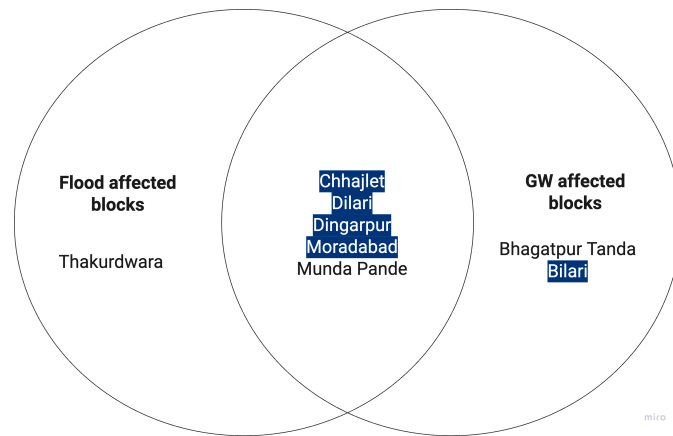 Flood affected
blocks
Thakurdwara
Chhajlet
Dilari
Dingarpur
Moradabad
Munda Pande
GW affected
blocks
Bhagatpur Tanda
Bilari
miro